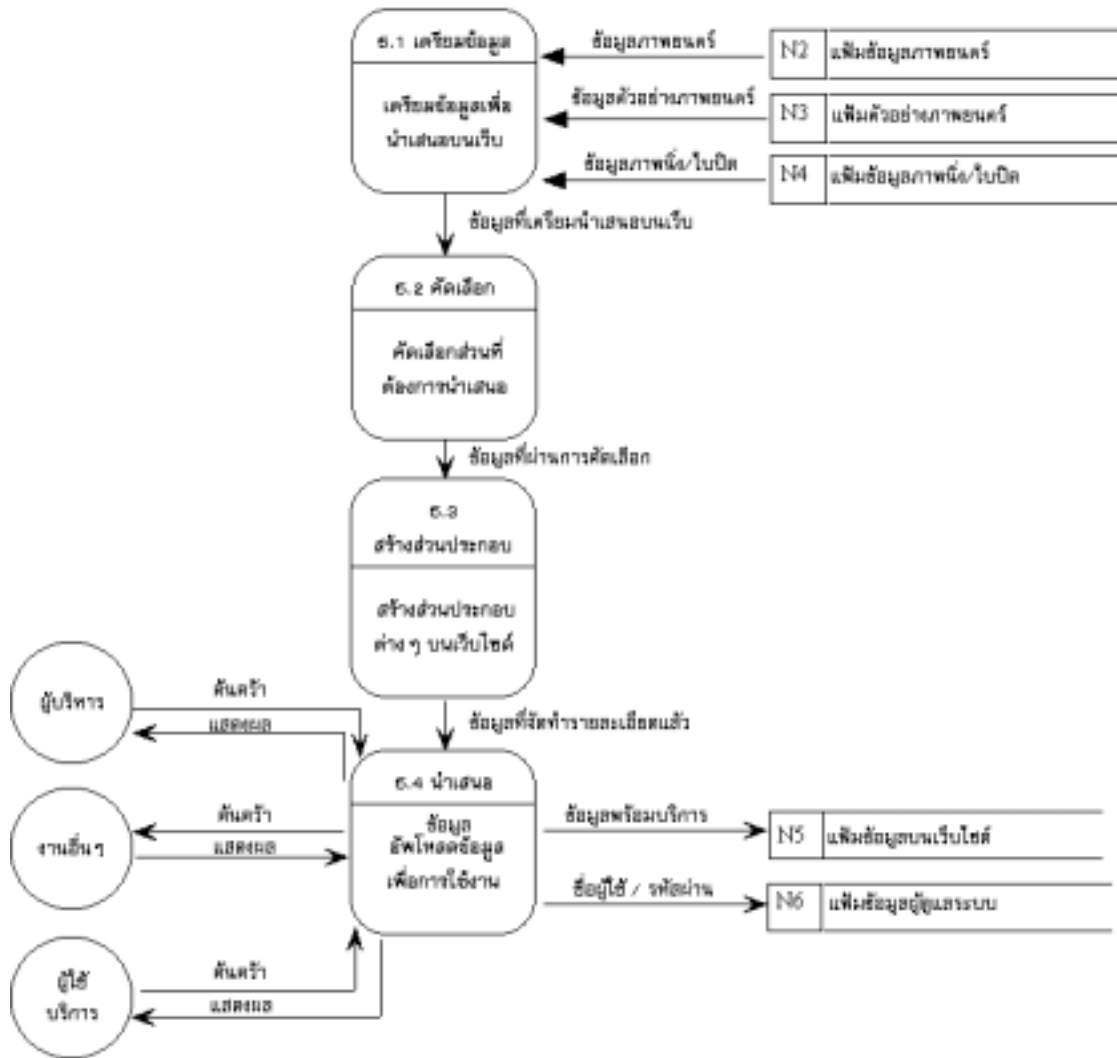 6.1 เตรียมข้อมูล
เตรียมข้อมูลเพื่อ
นำเสนอบนเว็บ
ข้อมูลภาพยนตร์
N2 แฟ้มข้อมูลภาพยนตร์
ข้อมูลตัวอย่างภาพยนตร์
N3 แฟ้มตัวอย่างภาพยนตร์
ข้อมูลภาพนิ่ง/ใบปิด
N4 แฟ้มข้อมูลภาพนิ่ง/ใบปิด
ข้อมูลที่เตรียมนำเสนอบนเว็บ
6.2 คัดเลือก
คัดเลือกส่วนที่
ต้องการนำเสนอ
ข้อมูลที่ผ่านการคัดเลือก
6.3
สร้างส่วนประกอบ
สร้างส่วนประกอบ
ต่าง ๆ บนเว็บไซต์
ข้อมูลที่จัดทำรายละเอียดแล้ว
ผู้บริหาร
ค้นคว้า
แสดงผล
6.4 นำเสนอ
ข้อมูล
อัพโหลดข้อมูล
เพื่อการใช้งาน
งานอื่นๆ
ค้นคว้า
แสดงผล
ข้อมูลพร้อมบริการ
N5 แฟ้มข้อมูลบนเว็บไซต์
ชื่อผู้ใช้ / รหัสผ่าน
N6 แฟ้มข้อมูลผู้ดูแลระบบ
ผู้ใช้
บริการ
ค้นคว้า
แสดงผล